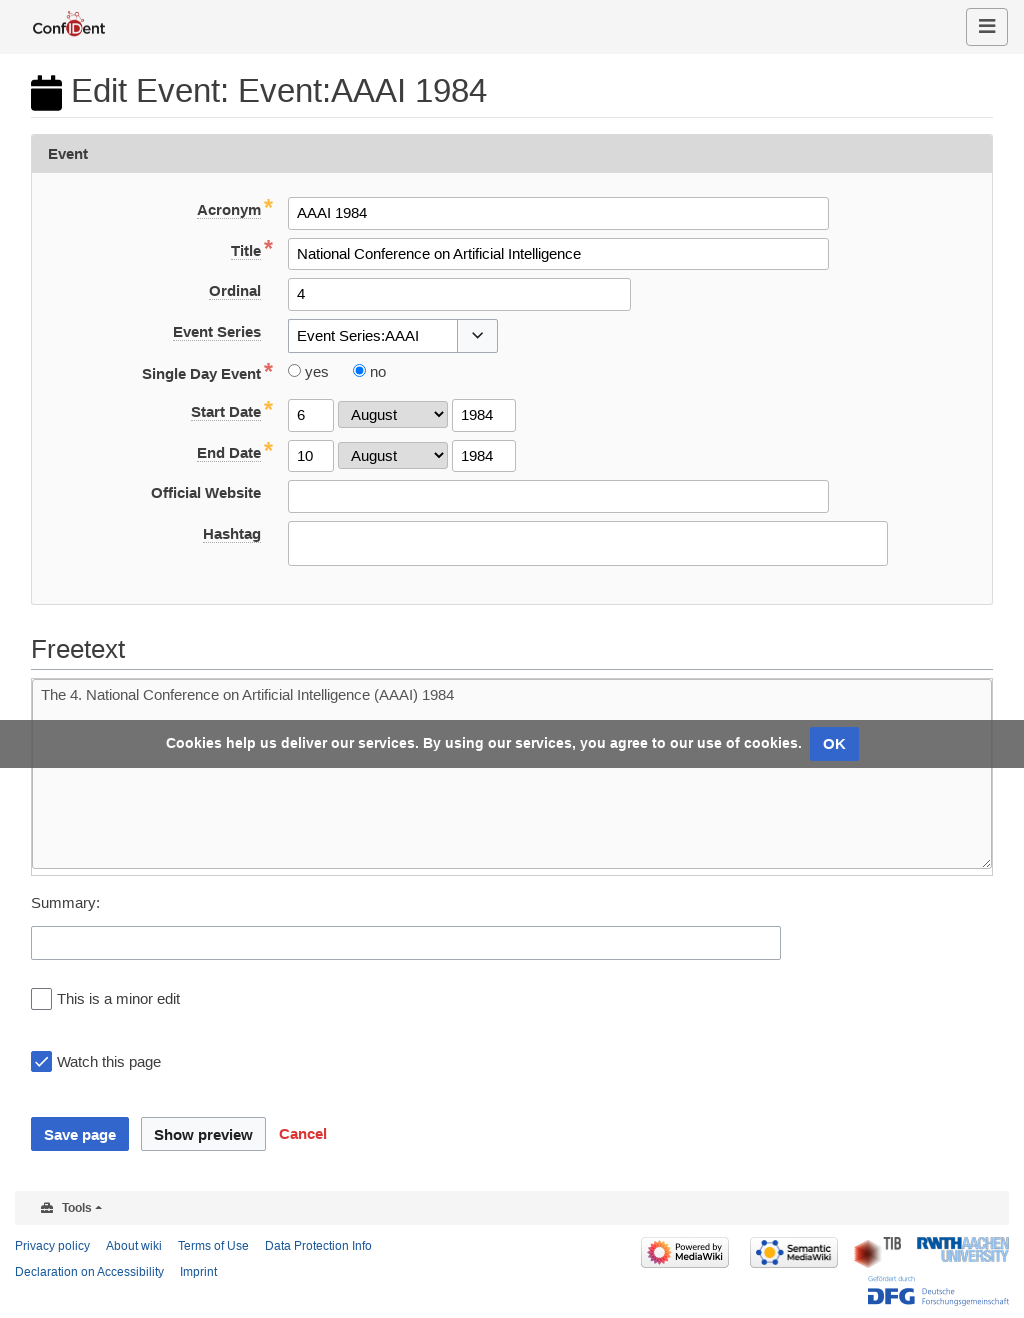 ConfIDent
Edit Event: Event:AAAI 1984
Event
Acronym * AAAI 1984
Title * National Conference on Artificial Intelligence
Ordinal 4
Event Series Event Series:AAAI
Single Day Event * yes no
Start Date * 6 August 1984
End Date * 10 August 1984
Official Website
Hashtag
Freetext
The 4. National Conference on Artificial Intelligence (AAAI) 1984
Cookies help us deliver our services. By using our services, you agree to our use of cookies. OK
Summary:
This is a minor edit
Watch this page
Save page Show preview Cancel
Tools
Privacy policy About wiki Terms of Use Data Protection Info
Declaration on Accessibility Imprint
Powered by
MediaWiki
Semantic
MediaWiki
TIB
RWTHAACHEN
UNIVERSITY
Gefördert durch
DFG Deutsche
Forschungsgemeinschaft